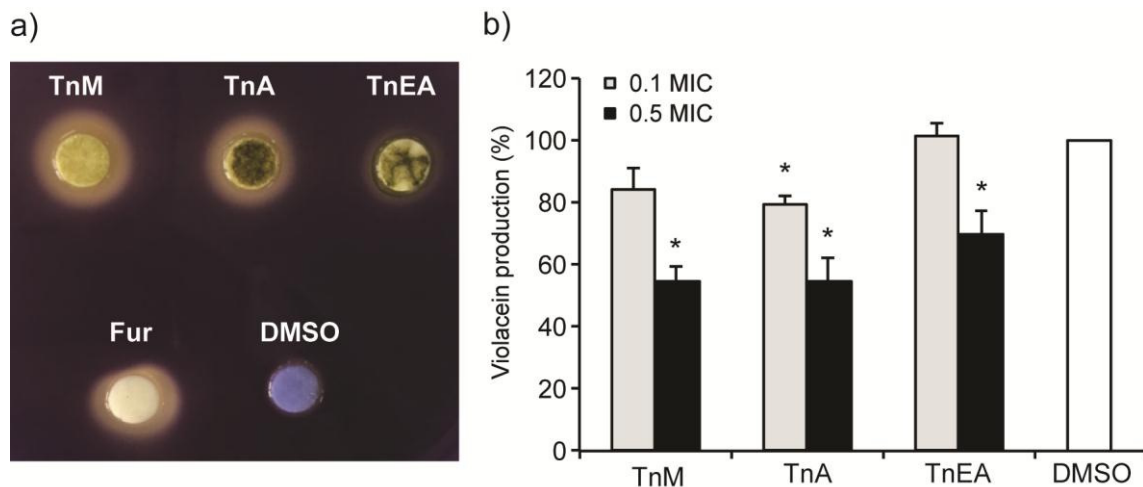 a)
TnM TnA TnEA
Fur DMSO
b)
Violacein production (%)
120
100
80
60
40
20
0
0.1 MIC
0.5 MIC
* * * *
TnM TnA TnEA DMSO